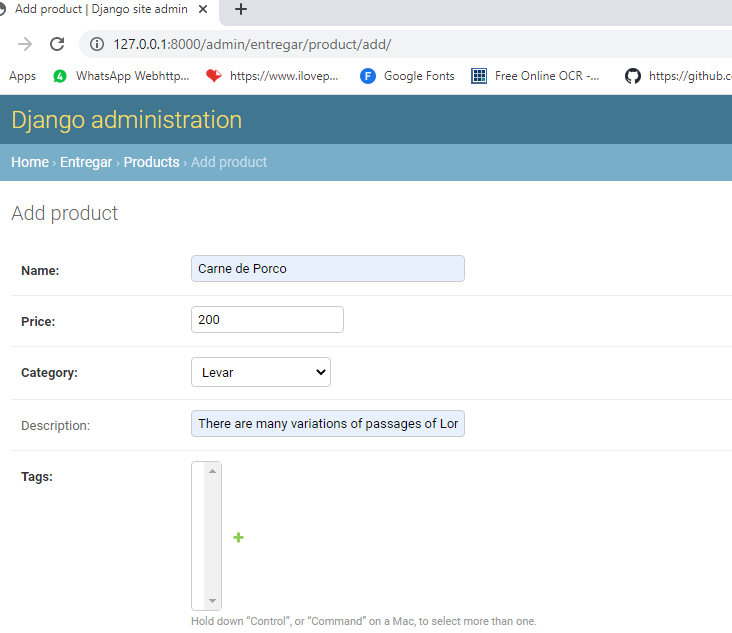 Add product | Django site admin
127.0.0.1:8000/admin/entregar/product/add/
Apps WhatsApp Webhttp... https://www.ilovep... Google Fonts Free Online OCR -... https://github.c
Django administration
Home › Entregar › Products › Add product
Add product
Name: Carne de Porco
Price: 200
Category: Levar
Description: There are many variations of passages of Lor
Tags:
Hold down “Control”, or “Command” on a Mac, to select more than one.